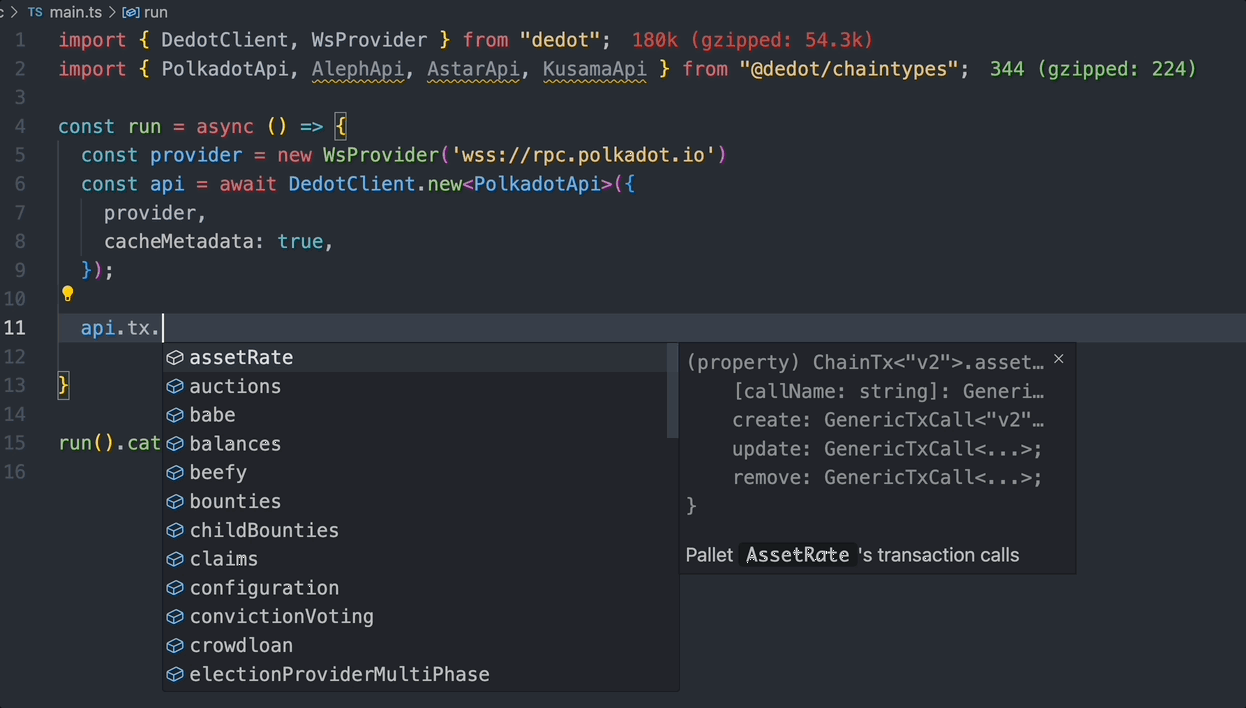 c > TS main.ts > run
1 import { DedotClient, WsProvider } from "dedot"; 180k (gzipped: 54.3k)
2 import { PolkadotApi, AlephApi, AstarApi, KusamaApi } from "@dedot/chaintypes"; 344 (gzipped: 224)
3
4 const run = async () => {
5 const provider = new WsProvider('wss://rpc.polkadot.io')
6 const api = await DedotClient.new<PolkadotApi>({
7 provider,
8 cacheMetadata: true,
9 });
10
11 api.tx.
12
13 }
14
15 run().cat
16
assetRate
auctions
babe
balances
beefy
bounties
childBounties
claims
configuration
convictionVoting
crowdloan
electionProviderMultiPhase
(property) ChainTx<"v2">.asset… ×
[callName: string]: Generi…
create: GenericTxCall<"v2"…
update: GenericTxCall<...>;
remove: GenericTxCall<...>;
}
Pallet AssetRate 's transaction calls